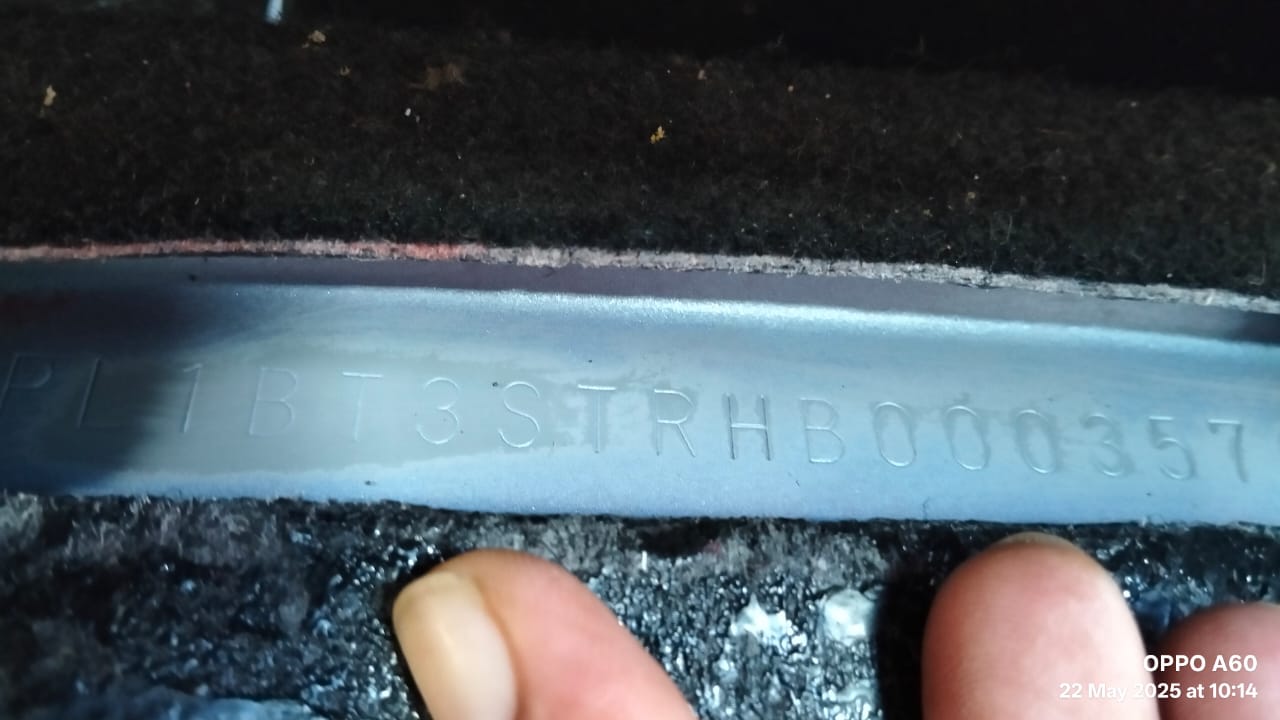 PL1BT3STRHB000357
OPPO A60
22 May 2025 at 10:14